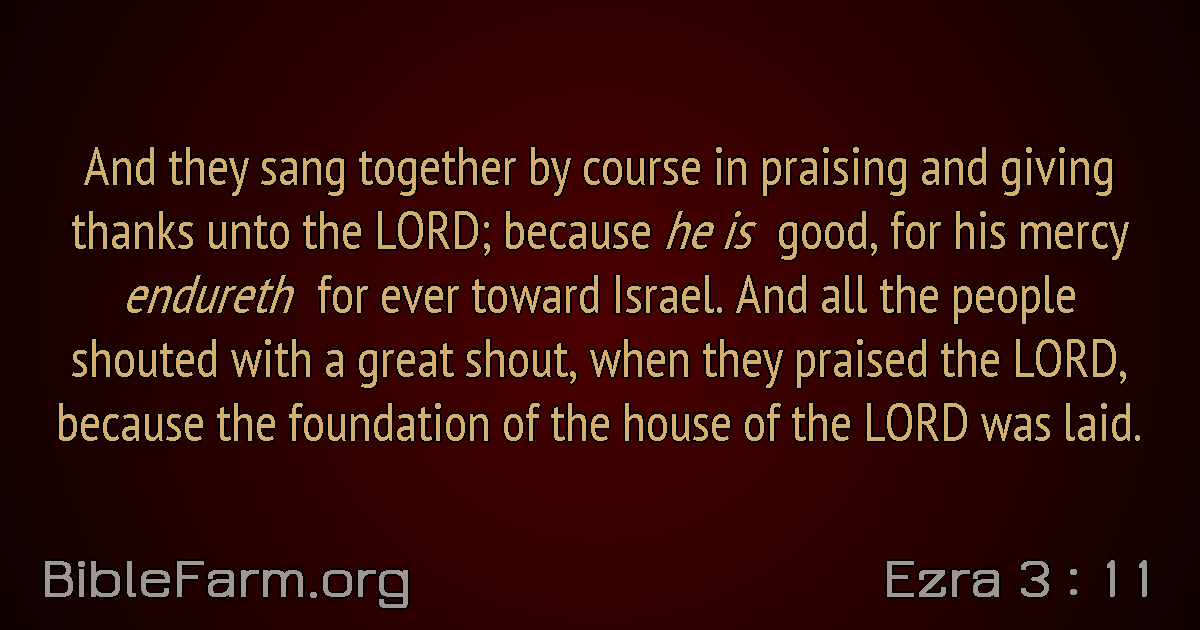 And they sang together by course in praising and giving
thanks unto the LORD; because he is good, for his mercy
endureth for ever toward Israel. And all the people
shouted with a great shout, when they praised the LORD,
because the foundation of the house of the LORD was laid.
BibleFarm.org
Ezra 3 : 11